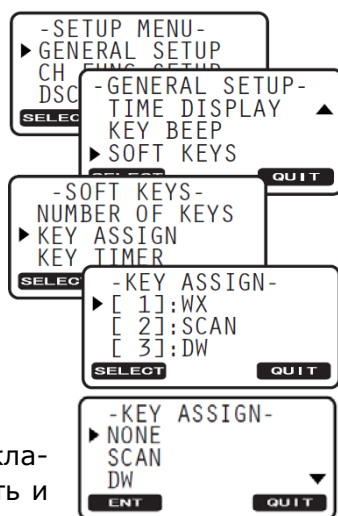 -SETUP MENU-
▶GENERAL SETUP
CH FUNC SETUP
DSC
-GENERAL SETUP-
TIME DISPLAY ▲
KEY BEEP
▶SOFT KEYS
QUIT
-SOFT KEYS-
NUMBER OF KEYS
▶KEY ASSIGN
KEY TIMER
-KEY ASSIGN-
▶[ 1]:WX
[ 2]:SCAN
[ 3]:DW
SELECT QUIT
-KEY ASSIGN-
▶NONE
SCAN
DW ▼
ENT QUIT
кла-
ть и